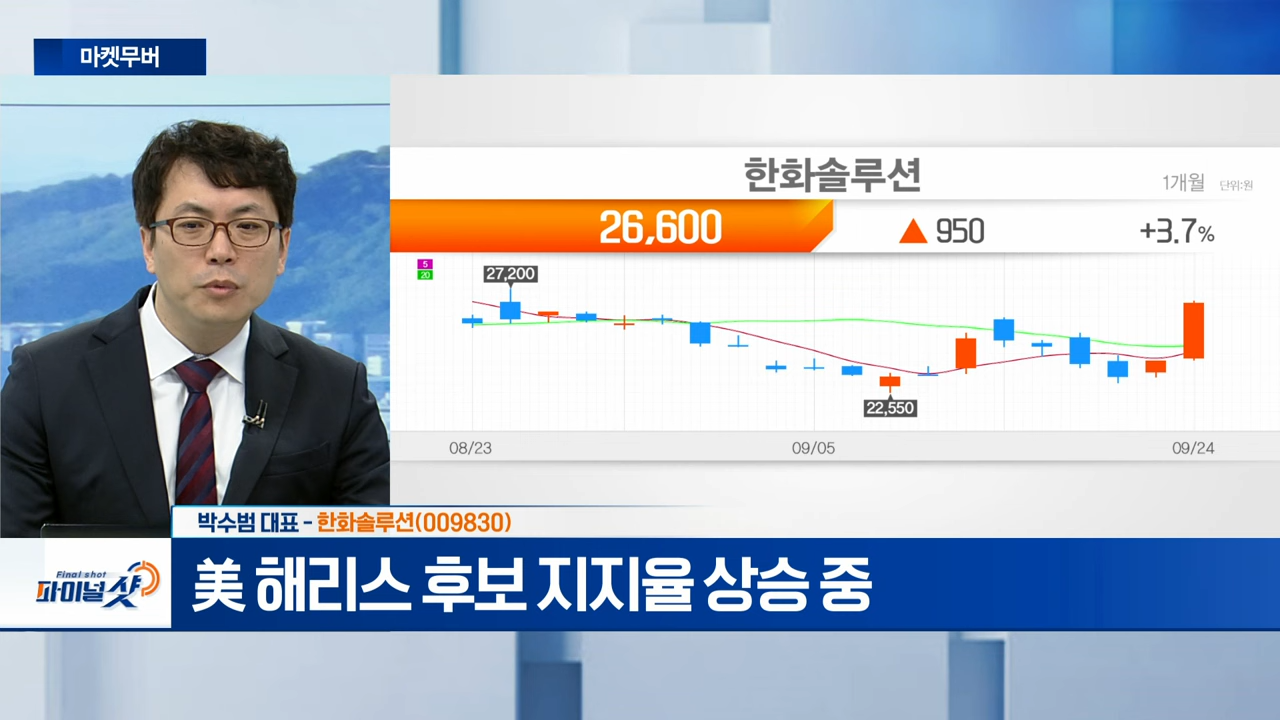 마켓무버
한화솔루션
1개월 단위:원
26,600 ▲ 950 +3.7%
5
20
27,200
22,550
08/23 09/05 09/24
박수범 대표 - 한화솔루션(009830)
Final shot
파이널샷
美 해리스 후보 지지율 상승 중